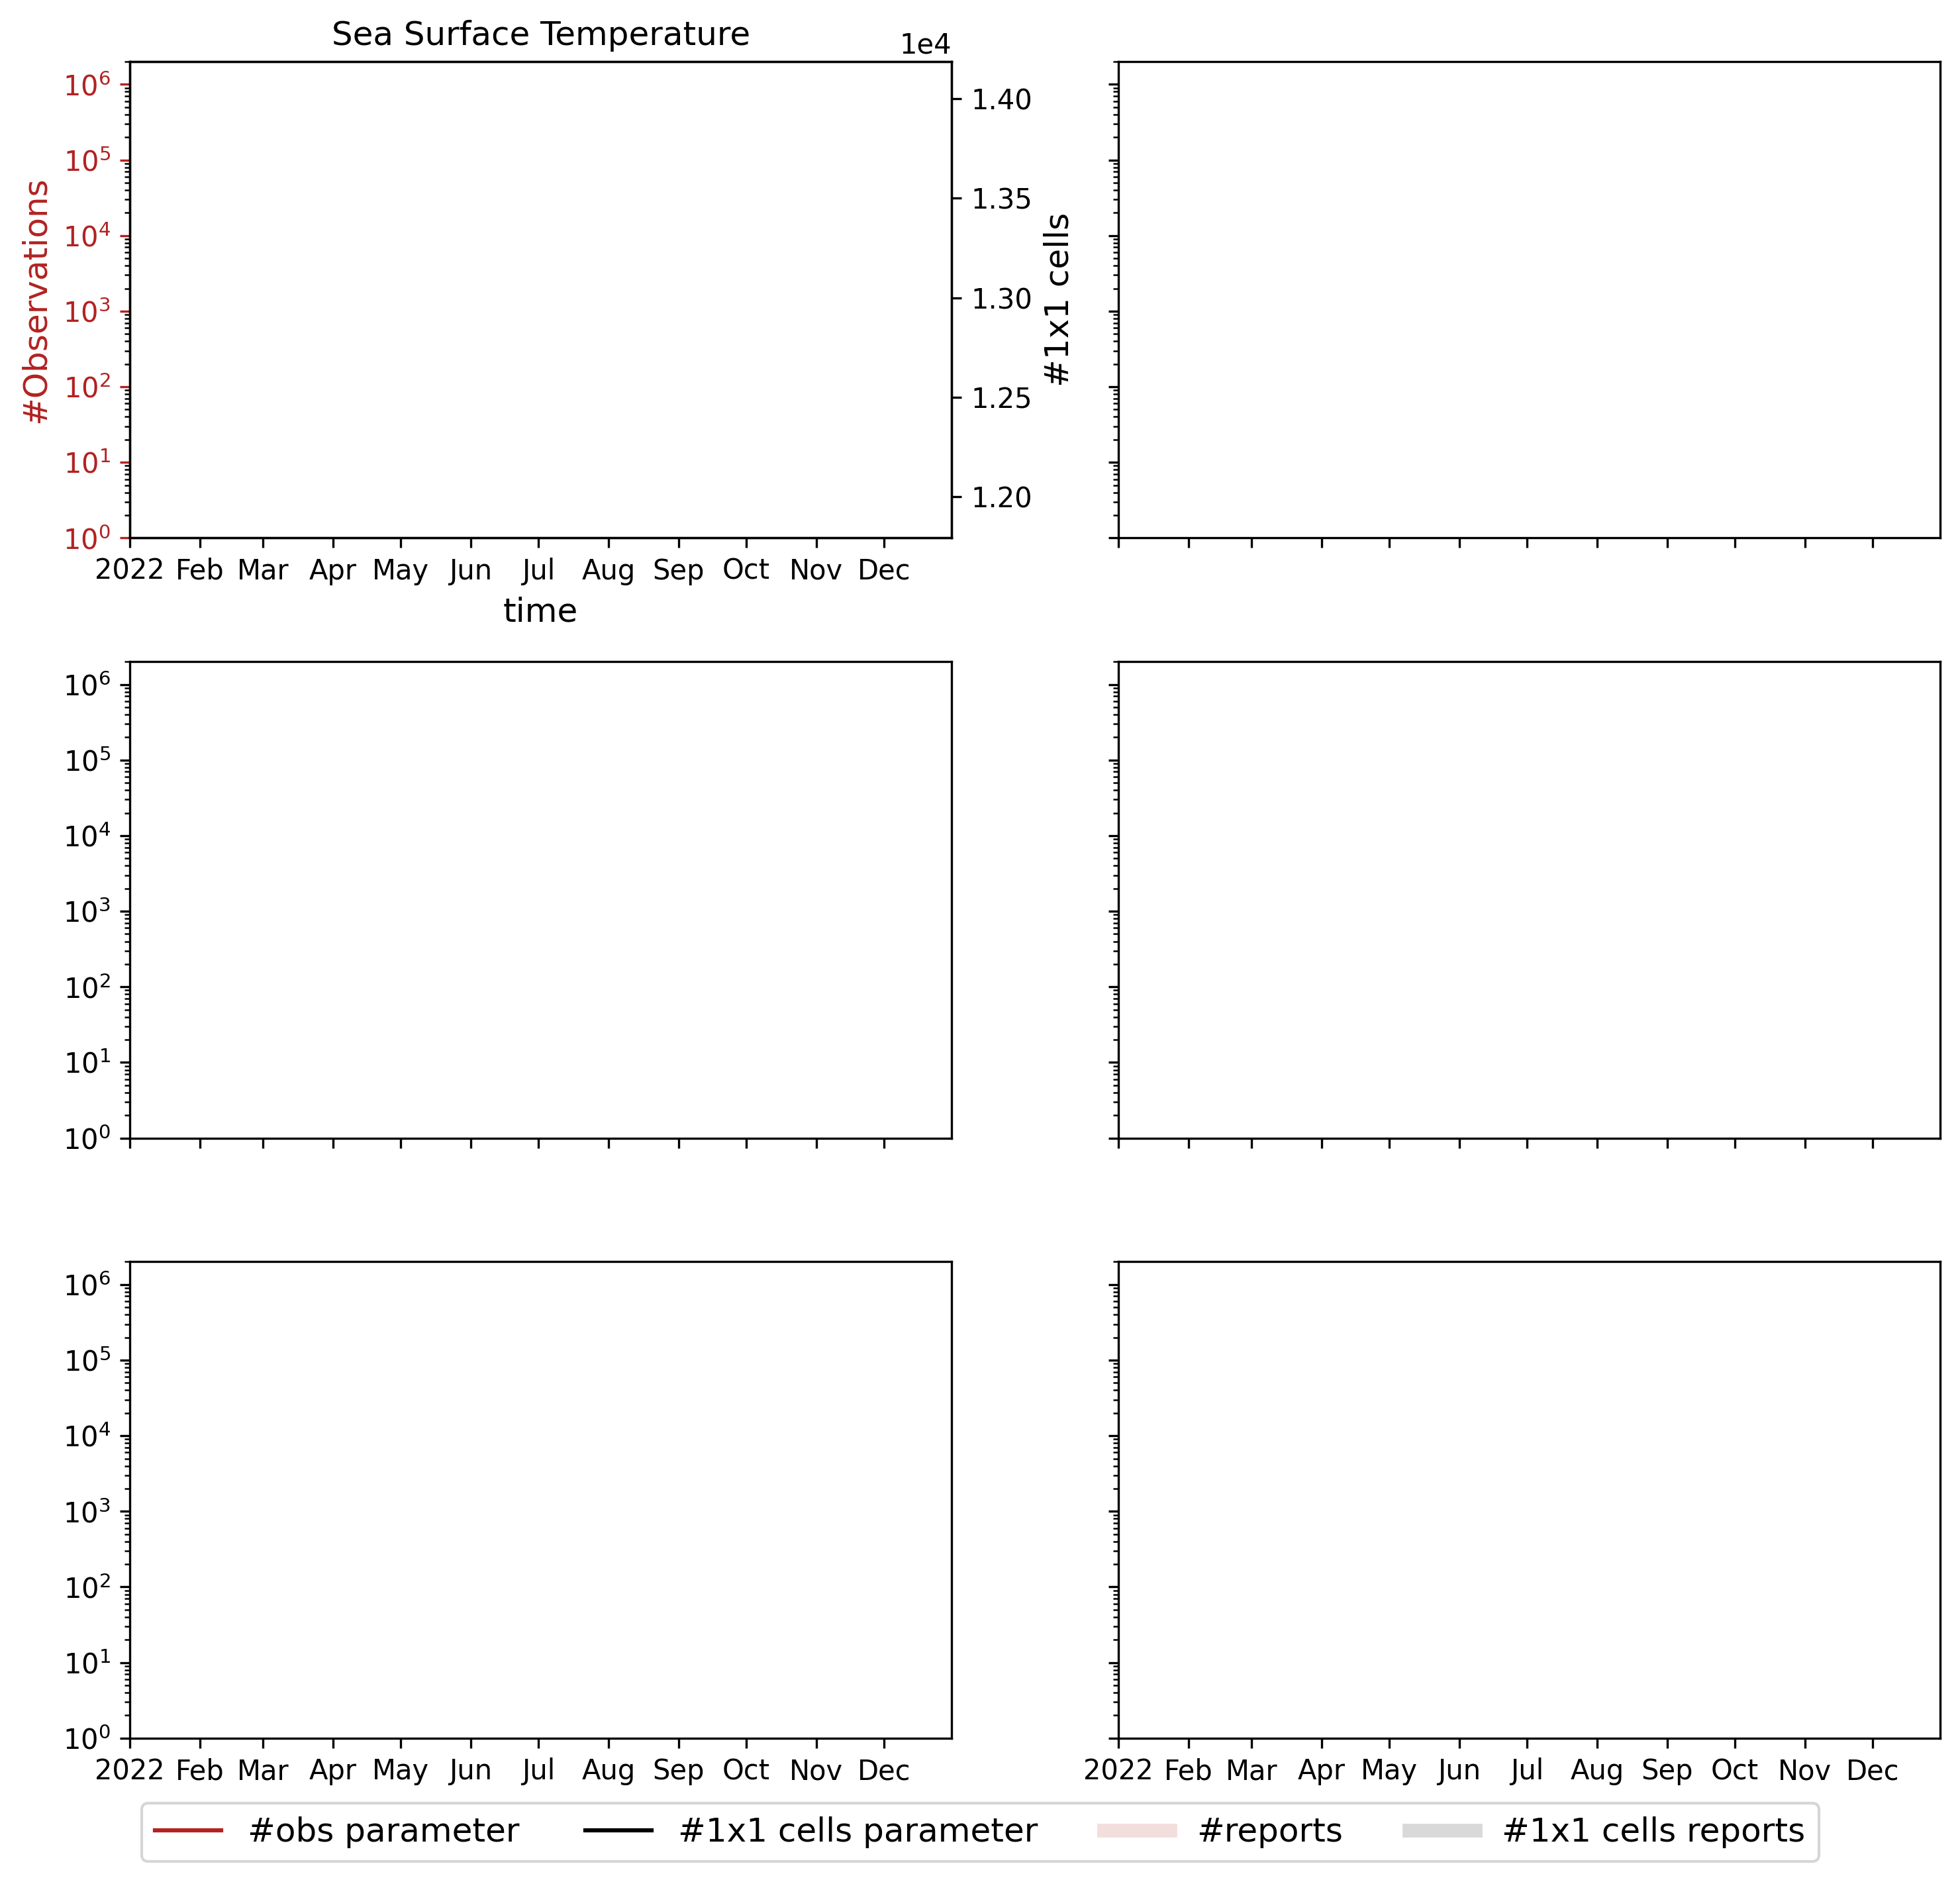 Sea Surface Temperature
1e4
#Observations
10⁶
10⁵
10⁴
10³
10²
10¹
10⁰
1.40
1.35
1.30
1.25
1.20
#1x1 cells
2022 Feb Mar Apr May Jun Jul Aug Sep Oct Nov Dec
time
10⁶
10⁵
10⁴
10³
10²
10¹
10⁰
10⁶
10⁵
10⁴
10³
10²
10¹
10⁰
2022 Feb Mar Apr May Jun Jul Aug Sep Oct Nov Dec
2022 Feb Mar Apr May Jun Jul Aug Sep Oct Nov Dec
#obs parameter #1x1 cells parameter #reports #1x1 cells reports